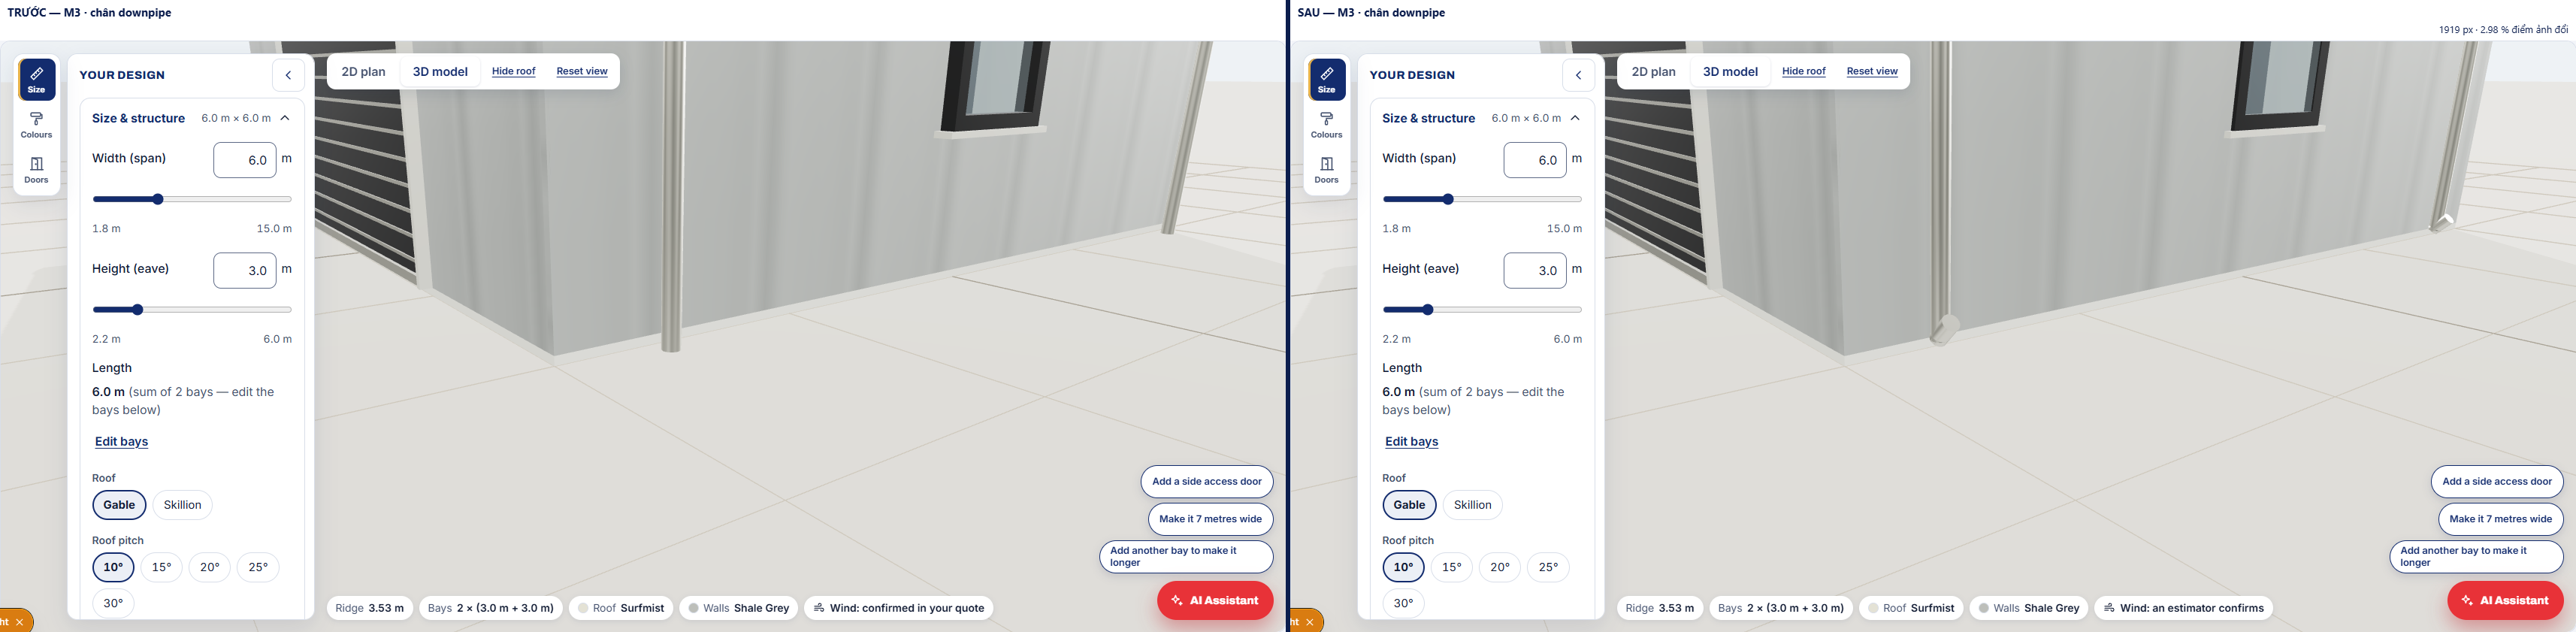 TRƯỚC — M3 · chân downpipe
Size
Colours
Doors
YOUR DESIGN
Size & structure 6.0 m × 6.0 m
Width (span) 6.0 m
1.8 m 15.0 m
Height (eave) 3.0 m
2.2 m 6.0 m
Length
6.0 m (sum of 2 bays — edit the
bays below)
Edit bays
Roof
Gable Skillion
Roof pitch
10° 15° 20° 25°
30°
2D plan 3D model Hide roof Reset view
Add a side access door
Make it 7 metres wide
Add another bay to make it
longer
AI Assistant
Ridge 3.53 m Bays 2 × (3.0 m + 3.0 m) Roof Surfmist Walls Shale Grey Wind: confirmed in your quote
ht ×
SAU — M3 · chân downpipe
1919 px · 2.98 % điểm ảnh đổi
Size
Colours
Doors
YOUR DESIGN
Size & structure 6.0 m × 6.0 m
Width (span) 6.0 m
1.8 m 15.0 m
Height (eave) 3.0 m
2.2 m 6.0 m
Length
6.0 m (sum of 2 bays — edit the
bays below)
Edit bays
Roof
Gable Skillion
Roof pitch
10° 15° 20° 25°
30°
2D plan 3D model Hide roof Reset view
Add a side access door
Make it 7 metres wide
Add another bay to make it
longer
AI Assistant
Ridge 3.53 m Bays 2 × (3.0 m + 3.0 m) Roof Surfmist Walls Shale Grey Wind: an estimator confirms
ht ×